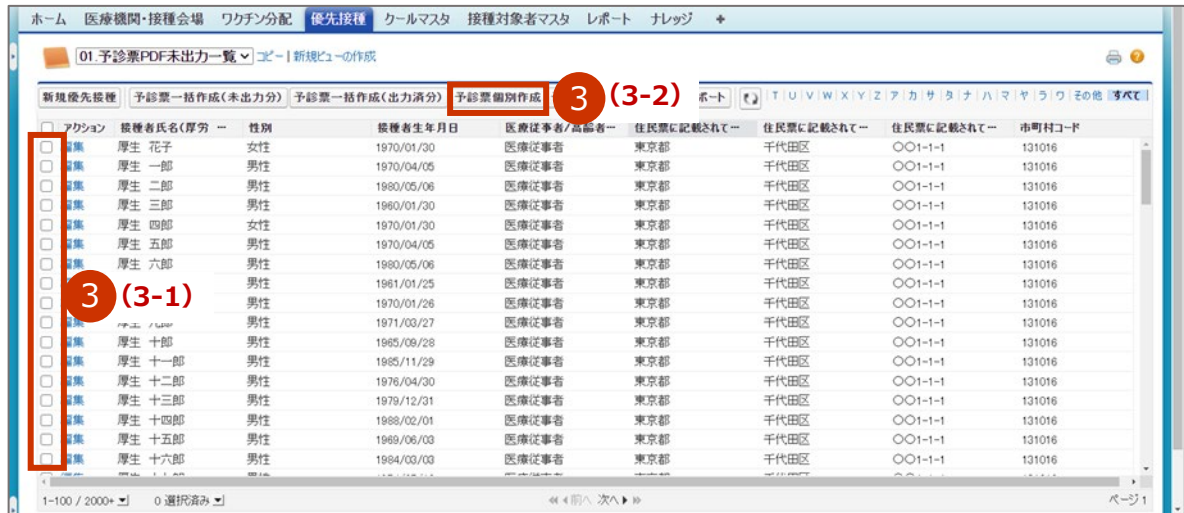 ホーム 医療機関・接種会場 ワクチン分配 優先接種 クールマスタ 接種対象者マスタ レポート ナレッジ +
01.予診票PDF未出力一覧 コピー | 新規ビューの作成
新規優先接種 予診票一括作成(未出力分) 予診票一括作成(出力済分) 予診票個別作成 3 (3-2) ポート T | U | V | W | X | Y | Z | ア | カ | サ | タ | ナ | ハ | マ | ヤ | ラ | ワ | その他 すべて
アクション 接種者氏名(厚労 … 性別 接種者生年月日 医療従事者/高齢者… 住民票に記載されて… 住民票に記載されて… 住民票に記載されて… 市町村コード
編集 厚生 花子 女性 1970/01/30 医療従事者 東京都 千代田区 〇〇1-1-1 131016
編集 厚生 一郎 男性 1970/04/05 医療従事者 東京都 千代田区 〇〇1-1-1 131016
編集 厚生 二郎 男性 1980/05/06 医療従事者 東京都 千代田区 〇〇1-1-1 131016
編集 厚生 三郎 男性 1960/01/30 医療従事者 東京都 千代田区 〇〇1-1-1 131016
編集 厚生 四郎 女性 1970/01/30 医療従事者 東京都 千代田区 〇〇1-1-1 131016
編集 厚生 五郎 男性 1970/04/05 医療従事者 東京都 千代田区 〇〇1-1-1 131016
編集 厚生 六郎 男性 1980/05/06 医療従事者 東京都 千代田区 〇〇1-1-1 131016
男性 1961/01/25 医療従事者 東京都 千代田区 〇〇1-1-1 131016
3 (3-1) 男性 1970/01/26 医療従事者 東京都 千代田区 〇〇1-1-1 131016
男性 1971/03/27 医療従事者 東京都 千代田区 〇〇1-1-1 131016
編集 厚生 十郎 男性 1965/09/28 医療従事者 東京都 千代田区 〇〇1-1-1 131016
編集 厚生 十一郎 男性 1985/11/29 医療従事者 東京都 千代田区 〇〇1-1-1 131016
編集 厚生 十二郎 男性 1976/04/30 医療従事者 東京都 千代田区 〇〇1-1-1 131016
編集 厚生 十三郎 男性 1979/12/31 医療従事者 東京都 千代田区 〇〇1-1-1 131016
編集 厚生 十四郎 男性 1988/02/01 医療従事者 東京都 千代田区 〇〇1-1-1 131016
編集 厚生 十五郎 男性 1969/06/03 医療従事者 東京都 千代田区 〇〇1-1-1 131016
編集 厚生 十六郎 男性 1984/03/03 医療従事者 東京都 千代田区 〇〇1-1-1 131016
1-100 / 2000+ 0 選択済み 前へ 次へ ページ 1